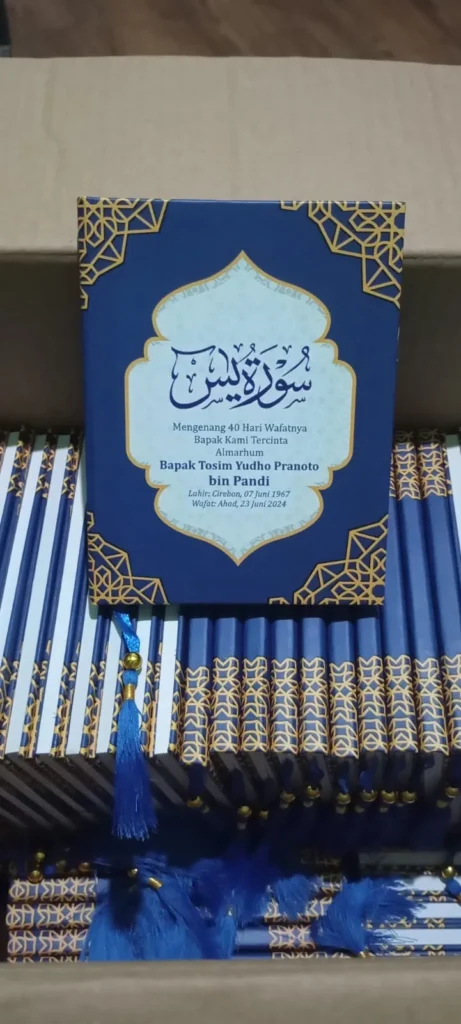 سُوْرَةُ يٰسٓ
Mengenang 40 Hari Wafatnya
Bapak Kami Tercinta
Almarhum
Bapak Tosim Yudho Pranoto
bin Pandi
Lahir: Cirebon, 07 Juni 1967
Wafat: Ahad, 23 Juni 2024